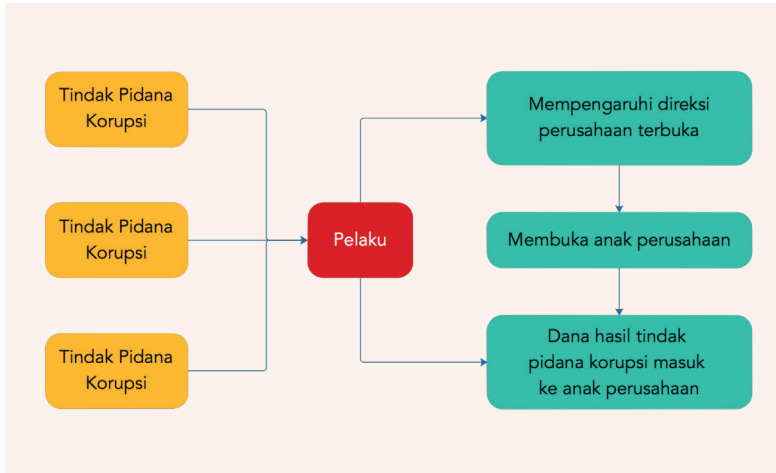 Tindak Pidana
Korupsi
Tindak Pidana
Korupsi
Tindak Pidana
Korupsi
Pelaku
Mempengaruhi direksi
perusahaan terbuka
Membuka anak perusahaan
Dana hasil tindak
pidana korupsi masuk
ke anak perusahaan